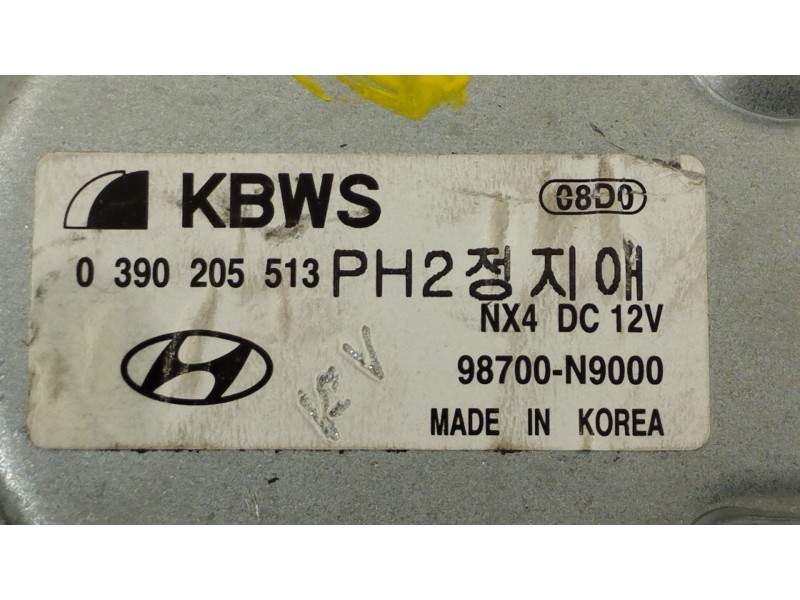 KBWS 08D0
0 390 205 513 PH2정지애
NX4 DC 12V
98700-N9000
MADE IN KOREA